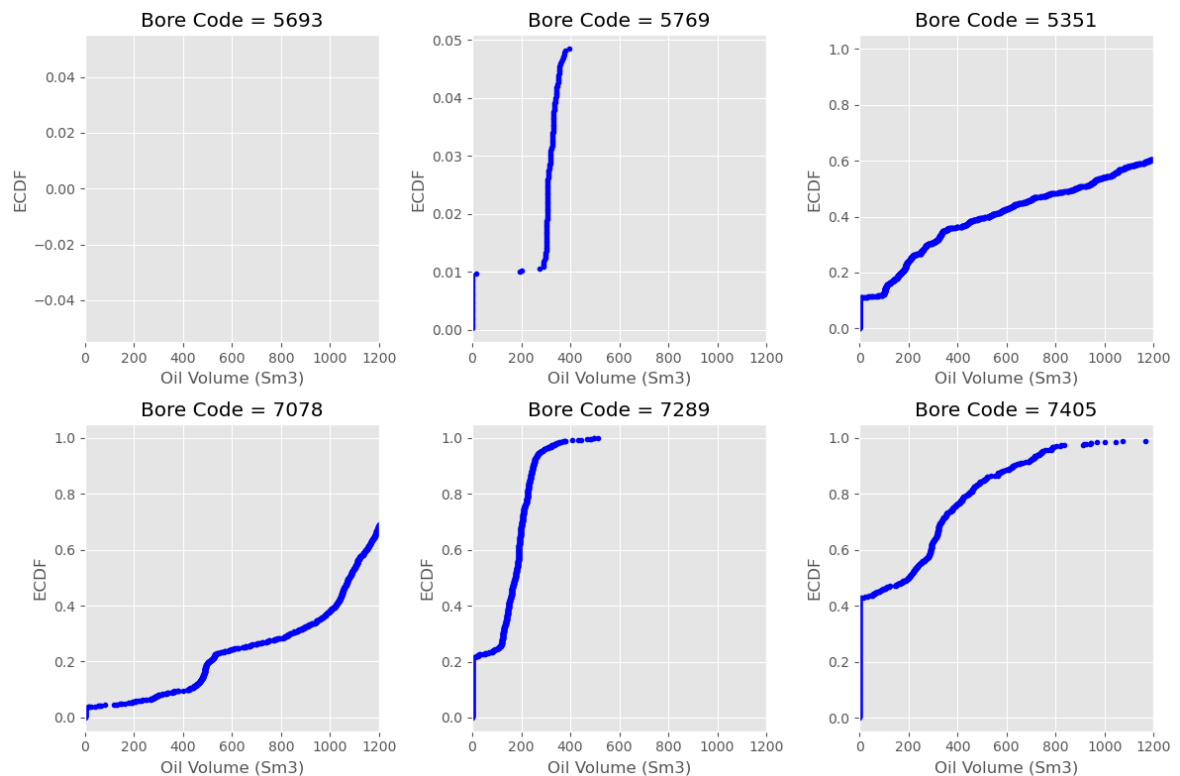 Bore Code = 5693
0.04
0.02
0.00
−0.02
−0.04
ECDF
0 200 400 600 800 1000 1200
Oil Volume (Sm3)
Bore Code = 5769
0.05
0.04
0.03
0.02
0.01
0.00
ECDF
0 200 400 600 800 1000 1200
Oil Volume (Sm3)
Bore Code = 5351
1.0
0.8
0.6
0.4
0.2
0.0
ECDF
0 200 400 600 800 1000 1200
Oil Volume (Sm3)
Bore Code = 7078
1.0
0.8
0.6
0.4
0.2
0.0
ECDF
0 200 400 600 800 1000 1200
Oil Volume (Sm3)
Bore Code = 7289
1.0
0.8
0.6
0.4
0.2
0.0
ECDF
0 200 400 600 800 1000 1200
Oil Volume (Sm3)
Bore Code = 7405
1.0
0.8
0.6
0.4
0.2
0.0
ECDF
0 200 400 600 800 1000 1200
Oil Volume (Sm3)